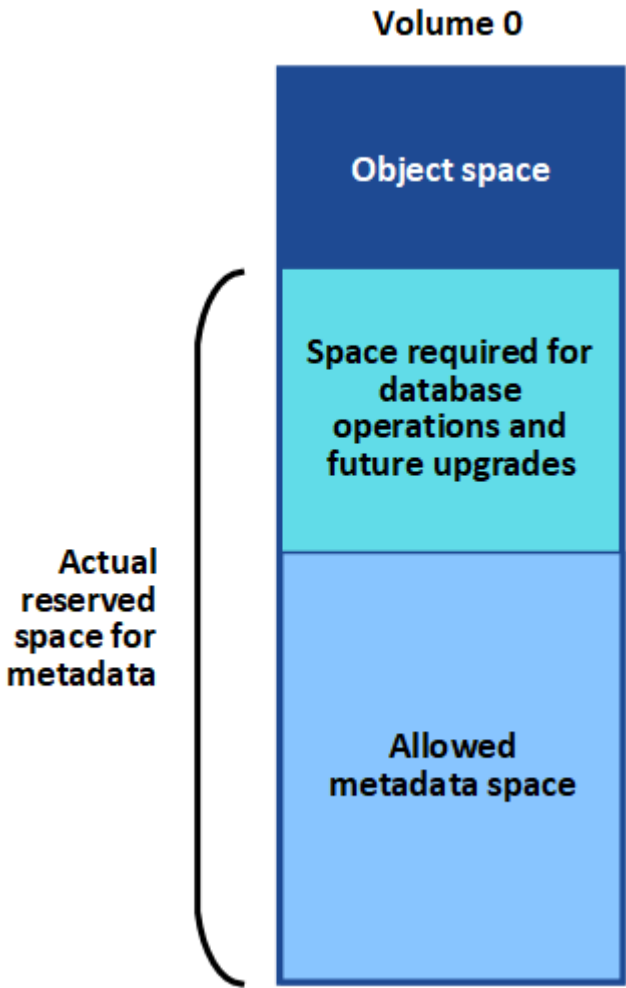 Volume 0
Object space
Space required for
database
operations and
future upgrades
Actual
reserved
space for
metadata
Allowed
metadata space